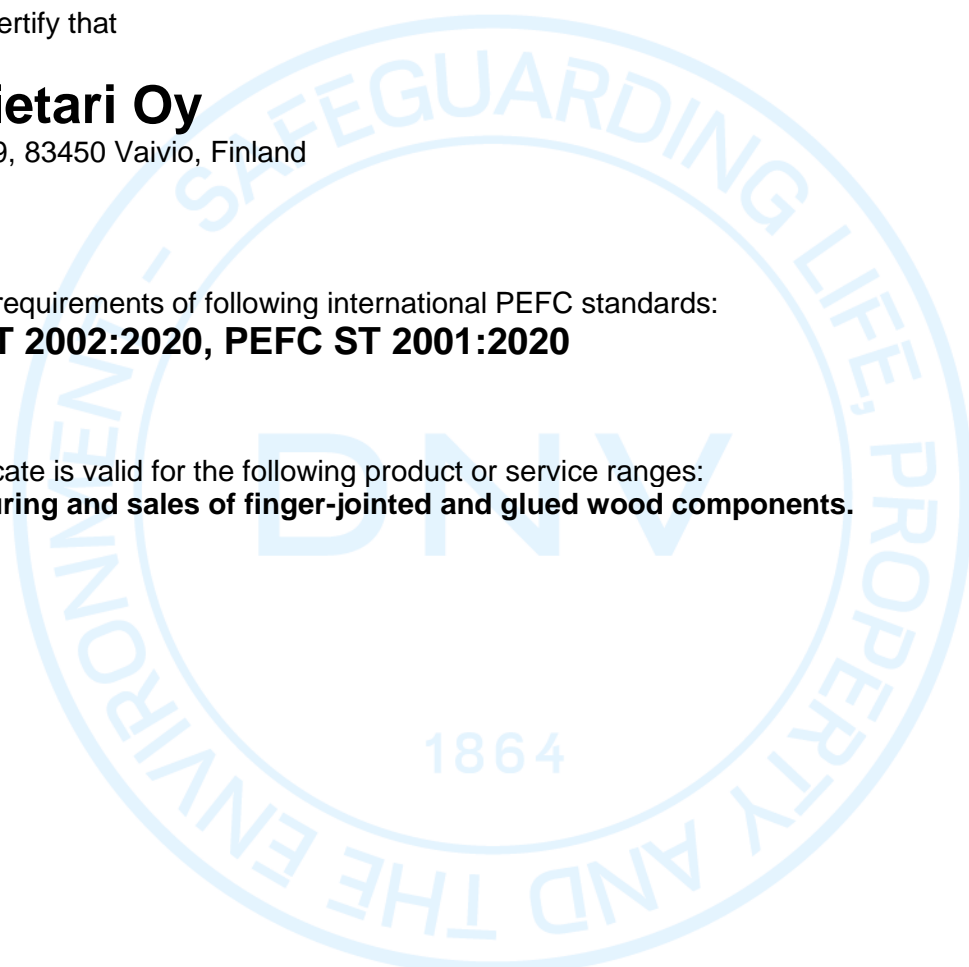 ertify that
ietari Oy
9, 83450 Vaivio, Finland
requirements of following international PEFC standards:
T 2002:2020, PEFC ST 2001:2020
cate is valid for the following product or service ranges:
uring and sales of finger-jointed and glued wood components.
SAFEGUARDING LIFE, PROPERTY AND THE ENVIRONMENT -
DNV
1864